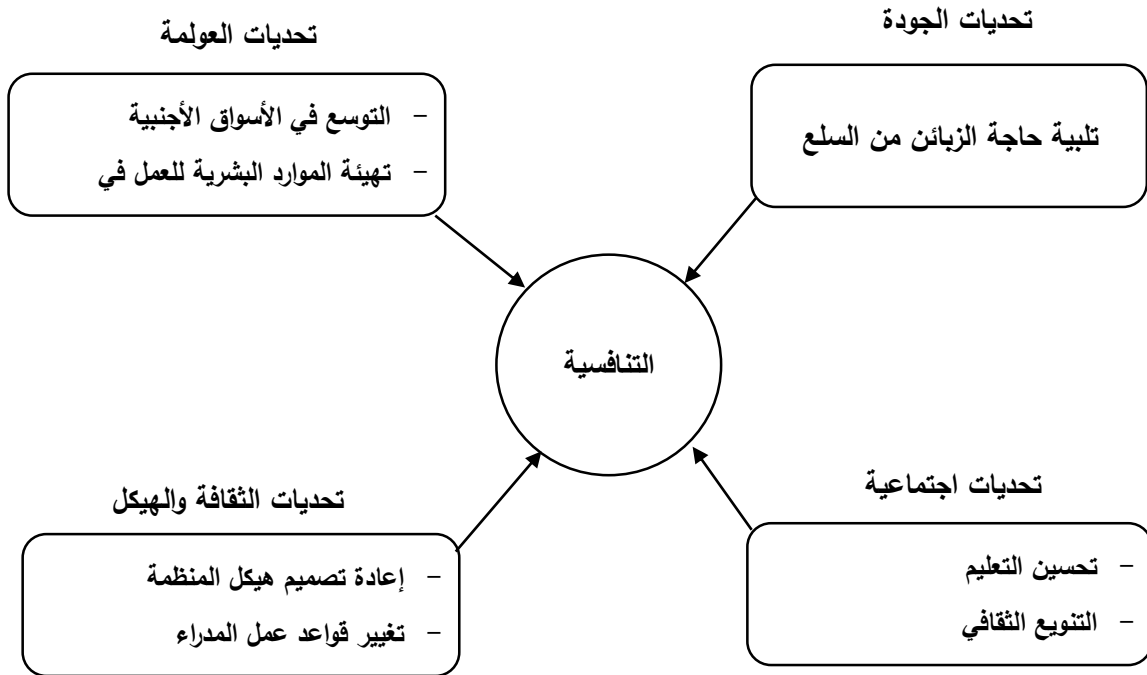 تحديات الجودة
تلبية حاجة الزبائن من السلع
تحديات العولمة
- التوسع في الأسواق الأجنبية
- تهيئة الموارد البشرية للعمل في
التنافسية
تحديات اجتماعية
- تحسين التعليم
- التنويع الثقافي
تحديات الثقافة والهيكل
- إعادة تصميم هيكل المنظمة
- تغيير قواعد عمل المدراء